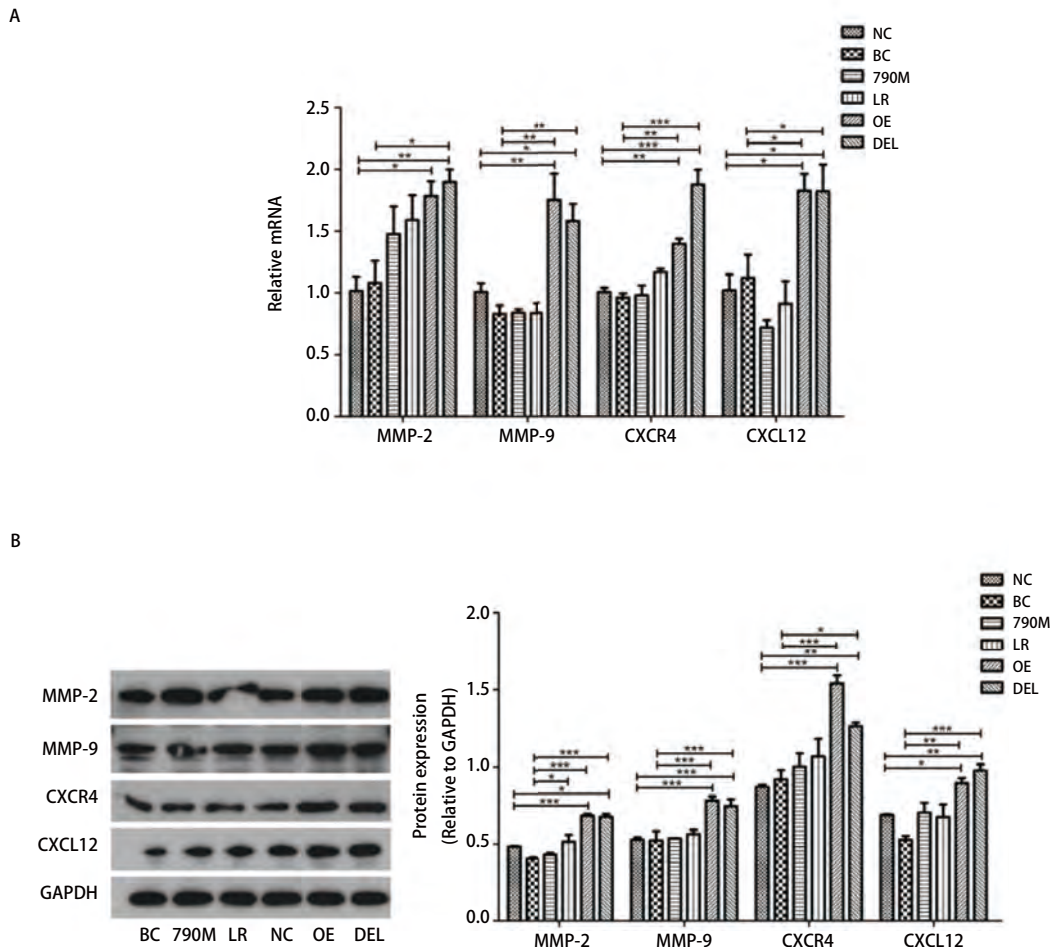 A
NC
BC
790M
LR
OE
DEL
Relative mRNA
2.5
2.0
1.5
1.0
0.5
0.0
*
**
*
**
**
*
**
***
**
***
**
*
*
*
*
MMP-2
MMP-9
CXCR4
CXCL12
B
MMP-2
MMP-9
CXCR4
CXCL12
GAPDH
BC 790M LR NC OE DEL
NC
BC
790M
LR
OE
DEL
Protein expression
(Relative to GAPDH)
2.0
1.5
1.0
0.5
0.0
***
***
*
*
***
***
***
***
***
*
***
**
***
***
**
**
*
MMP-2
MMP-9
CXCR4
CXCL12